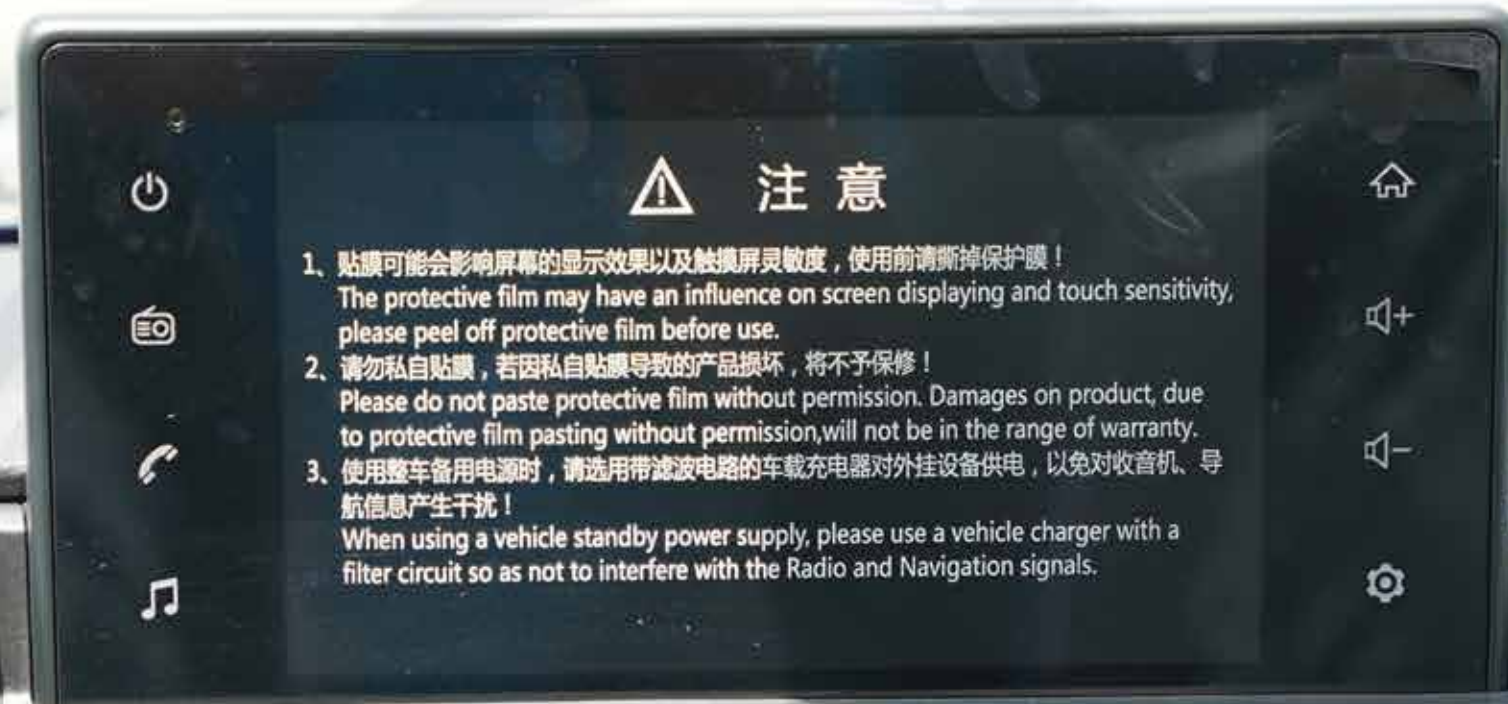 注意
1、贴膜可能会影响屏幕的显示效果以及触摸屏灵敏度，使用前请撕掉保护膜！
The protective film may have an influence on screen displaying and touch sensitivity,
please peel off protective film before use.
2、请勿私自贴膜，若因私自贴膜导致的产品损坏，将不予保修！
Please do not paste protective film without permission. Damages on product, due
to protective film pasting without permission,will not be in the range of warranty.
3、使用整车备用电源时，请选用带滤波电路的车载充电器对外挂设备供电，以免对收音机、导
航信息产生干扰！
When using a vehicle standby power supply, please use a vehicle charger with a
filter circuit so as not to interfere with the Radio and Navigation signals.